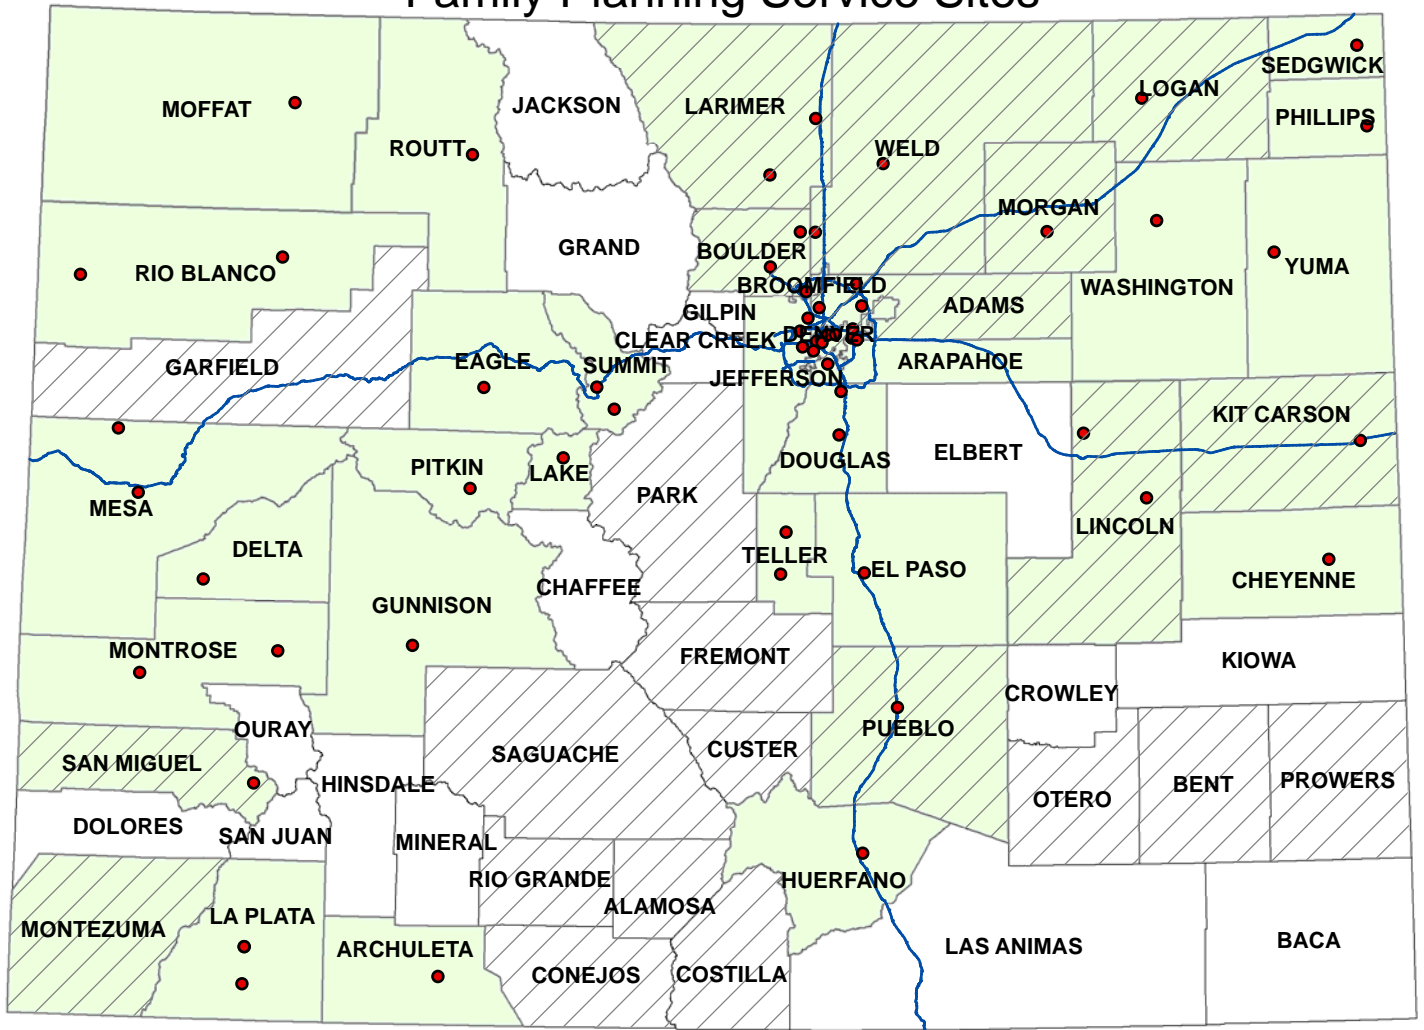 Family Planning Service Sites
SEDGWICK
LOGAN
MOFFAT
JACKSON
LARIMER
PHILLIPS
ROUTT
WELD
MORGAN
GRAND
BOULDER
RIO BLANCO
YUMA
WASHINGTON
BROOMFIELD
ADAMS
GILPIN
DENVER
CLEAR CREEK
GARFIELD
EAGLE
SUMMIT
ARAPAHOE
JEFFERSON
KIT CARSON
ELBERT
DOUGLAS
PITKIN
LAKE
PARK
MESA
LINCOLN
DELTA
TELLER
EL PASO
CHEYENNE
CHAFFEE
GUNNISON
MONTROSE
FREMONT
KIOWA
CROWLEY
OURAY
PUEBLO
CUSTER
SAGUACHE
SAN MIGUEL
HINSDALE
PROWERS
BENT
OTERO
DOLORES
SAN JUAN
MINERAL
RIO GRANDE
HUERFANO
ALAMOSA
LA PLATA
MONTEZUMA
ARCHULETA
LAS ANIMAS
BACA
CONEJOS
COSTILLA